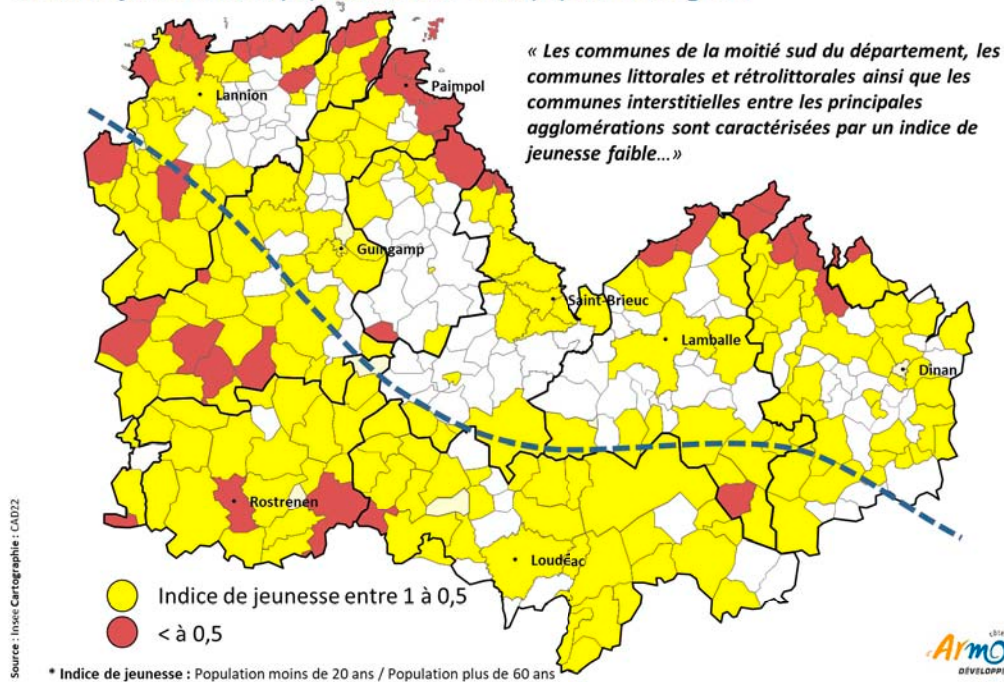 « Les communes de la moitié sud du département, les
communes littorales et rétrolittorales ainsi que les
communes interstitielles entre les principales
agglomérations sont caractérisées par un indice de
jeunesse faible...»
Lannion
Paimpol
Guingamp
Saint-Brieuc
Lamballe
Dinan
Rostrenen
Loudéac
Indice de jeunesse entre 1 à 0,5
< à 0,5
* Indice de jeunesse : Population moins de 20 ans / Population plus de 60 ans
Source : Insee Cartographie : CAD22